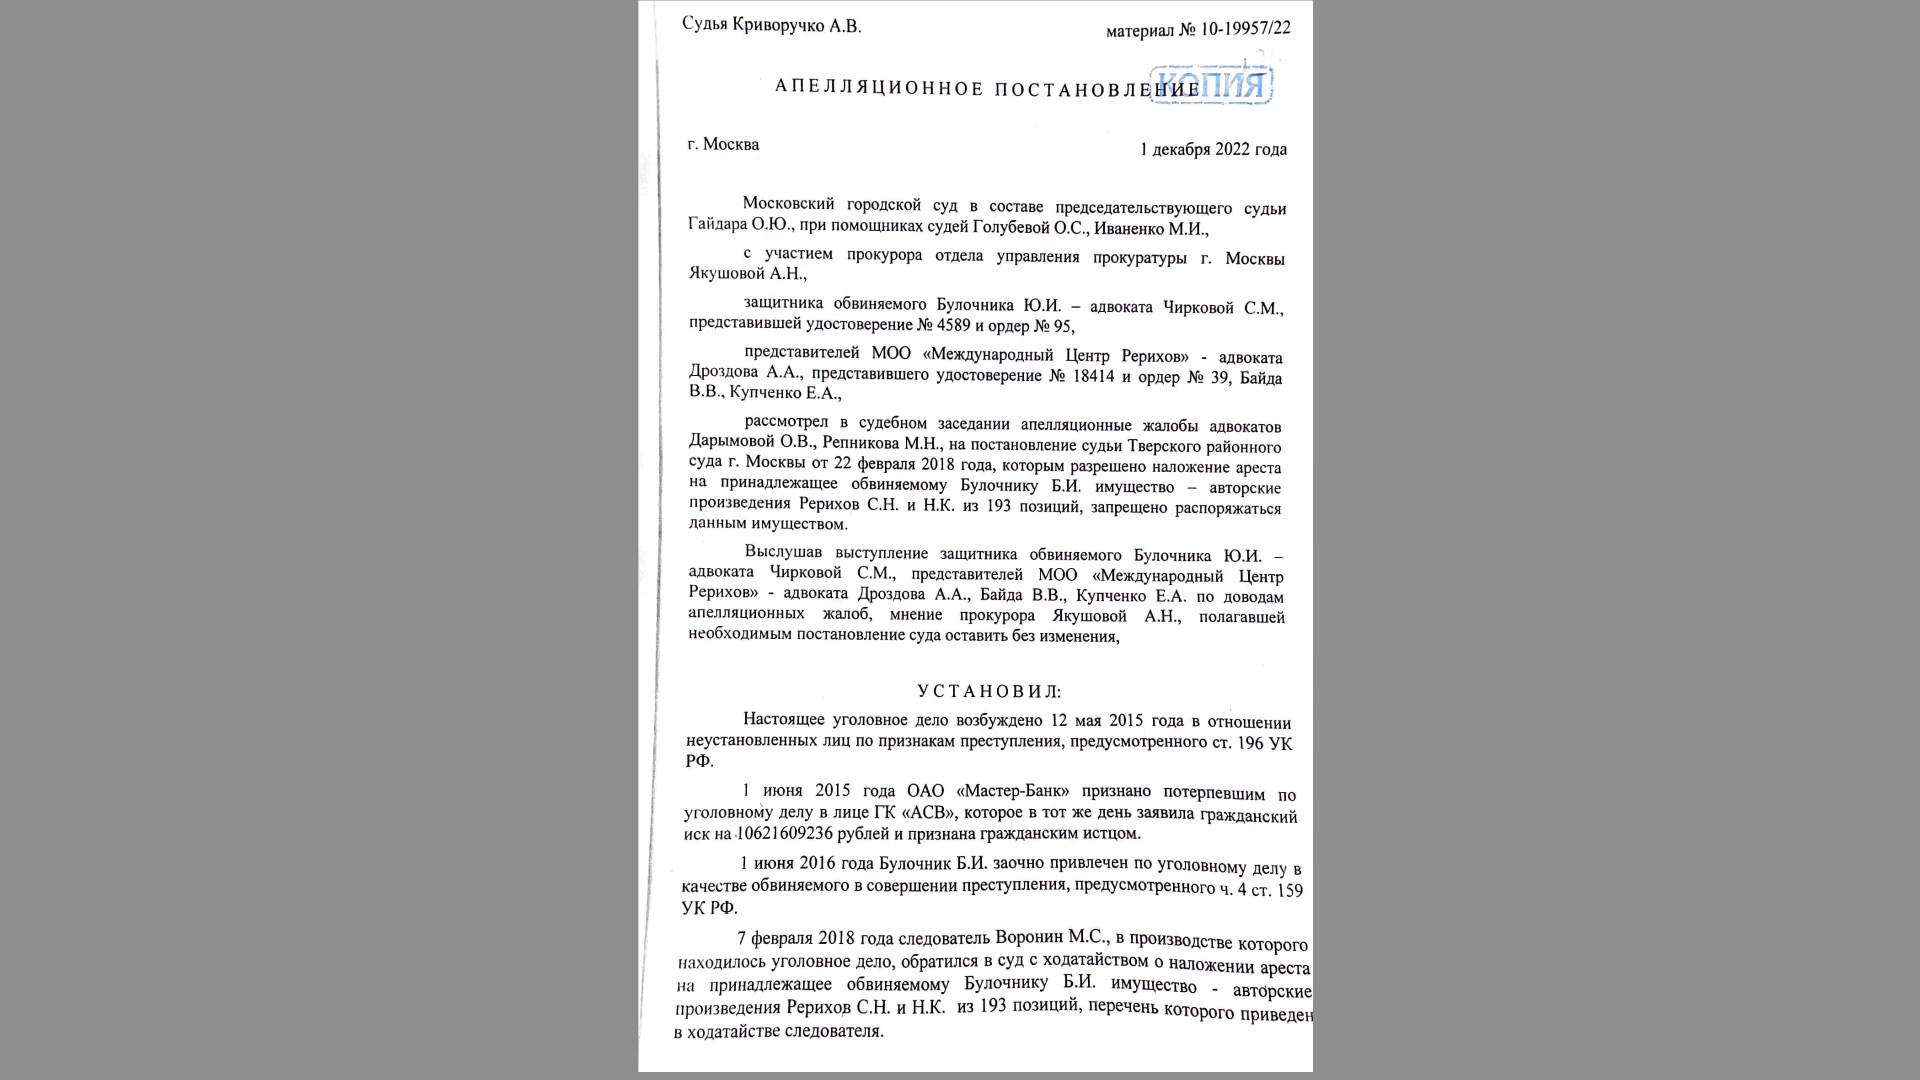 Судья Криворучко А.В. материал № 10-19957/22
КОПИЯ
АПЕЛЛЯЦИОННОЕ ПОСТАНОВЛЕНИЕ
г. Москва 1 декабря 2022 года
Московский городской суд в составе председательствующего судьи
Гайдара О.Ю., при помощниках судей Голубевой О.С., Иваненко М.И.,
с участием прокурора отдела управления прокуратуры г. Москвы
Якушовой А.Н.,
защитника обвиняемого Булочника Ю.И. – адвоката Чирковой С.М.,
представившей удостоверение № 4589 и ордер № 95,
представителей МОО «Международный Центр Рерихов» - адвоката
Дроздова А.А., представившего удостоверение № 18414 и ордер № 39, Байда
В.В., Купченко Е.А.,
рассмотрел в судебном заседании апелляционные жалобы адвокатов
Дарымовой О.В., Репникова М.Н., на постановление судьи Тверского районного
суда г. Москвы от 22 февраля 2018 года, которым разрешено наложение ареста
на принадлежащее обвиняемому Булочнику Б.И. имущество – авторские
произведения Рерихов С.Н. и Н.К. из 193 позиций, запрещено распоряжаться
данным имуществом.
Выслушав выступление защитника обвиняемого Булочника Ю.И. –
адвоката Чирковой С.М., представителей МОО «Международный Центр
Рерихов» - адвоката Дроздова А.А., Байда В.В., Купченко Е.А. по доводам
апелляционных жалоб, мнение прокурора Якушовой А.Н., полагавшей
необходимым постановление суда оставить без изменения,
УСТАНОВИЛ:
Настоящее уголовное дело возбуждено 12 мая 2015 года в отношении
неустановленных лиц по признакам преступления, предусмотренного ст. 196 УК
РФ.
1 июня 2015 года ОАО «Мастер-Банк» признано потерпевшим по
уголовному делу в лице ГК «АСВ», которое в тот же день заявила гражданский
иск на 10621609236 рублей и признана гражданским истцом.
1 июня 2016 года Булочник Б.И. заочно привлечен по уголовному делу в
качестве обвиняемого в совершении преступления, предусмотренного ч. 4 ст. 159
УК РФ.
7 февраля 2018 года следователь Воронин М.С., в производстве которого
находилось уголовное дело, обратился в суд с ходатайством о наложении ареста
на принадлежащее обвиняемому Булочнику Б.И. имущество - авторские
произведения Рерихов С.Н. и Н.К. из 193 позиций, перечень которого приведен
в ходатайстве следователя.